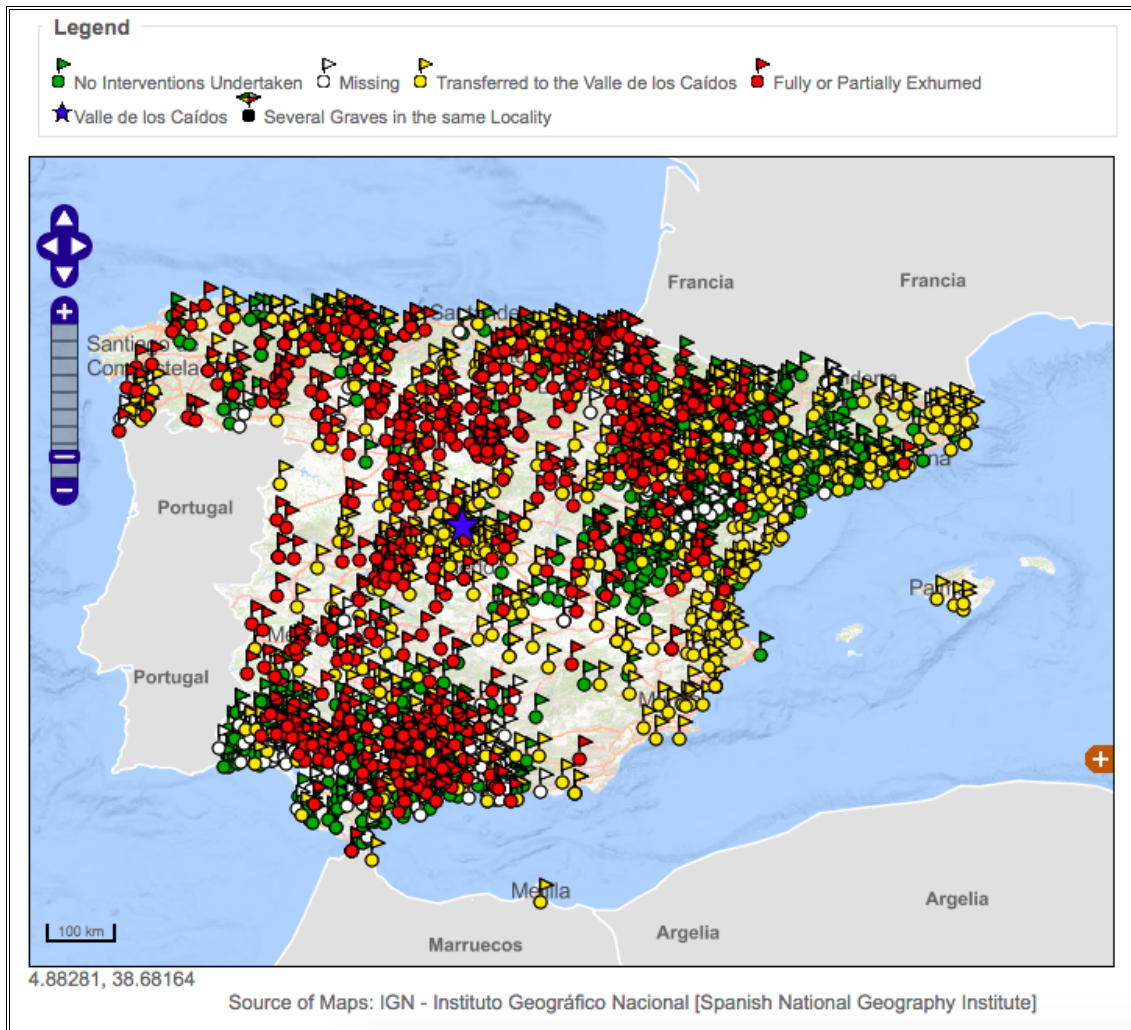 Legend
No Interventions Undertaken Missing Transferred to the Valle de los Caídos Fully or Partially Exhumed
Valle de los Caídos Several Graves in the same Locality
Francia
Francia
Santiago de
Portugal
Portugal
Melilla
Marruecos
Argelia
Argelia
100 km
4.88281, 38.68164
Source of Maps: IGN - Instituto Geográfico Nacional [Spanish National Geography Institute]